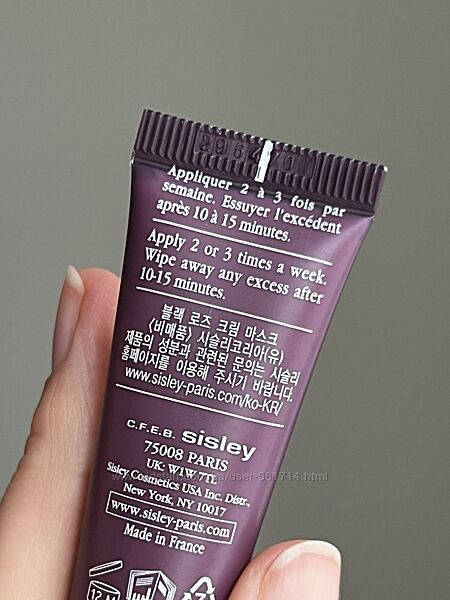 Appliquer 2 à 3 fois par
semaine. Essuyer l'excédent
après 10 à 15 minutes.
Apply 2 or 3 times a week.
Wipe away any excess after
10-15 minutes.
블랙 로즈 크림 마스크
(비매품) 시슬리코리아(유)
제품의 성분과 관련된 문의는 시슬리
홈페이지를 이용해 주시기 바랍니다.
www.sisley-paris.com/ko-KR/
C.F.E.B. sisley
75008 PARIS
UK: W1W 7TL
Sisley Cosmetics USA Inc. Distr.,
New York, NY 10017
www.sisley-paris.com
Made in France
12 M